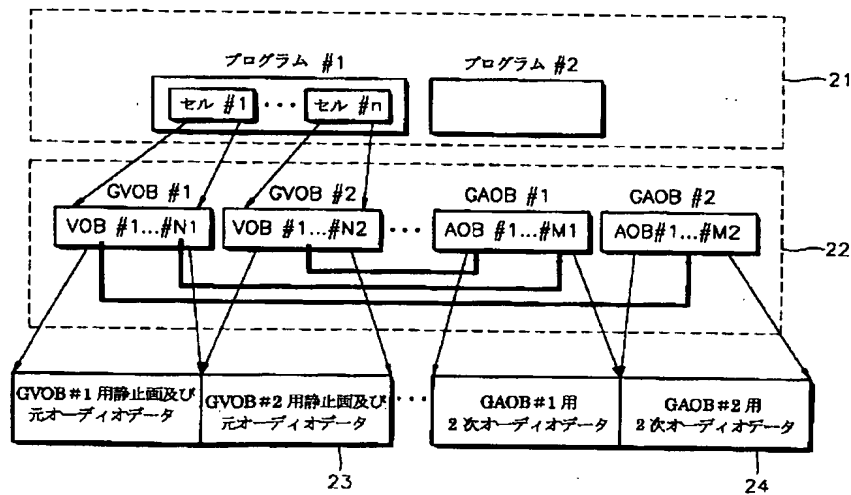 プログラム #1
プログラム #2
21
セル #1 ··· セル #n
GVOB #1
GVOB #2
GAOB #1
GAOB #2
VOB #1...#N1
VOB #1...#N2
···
AOB #1...#M1
AOB#1...#M2
22
GVOB#1用静止画及び
元オーディオデータ
GVOB#2用静止画及び
元オーディオデータ
···
GAOB#1用
2次オーディオデータ
GAOB#2用
2次オーディオデータ
23
24